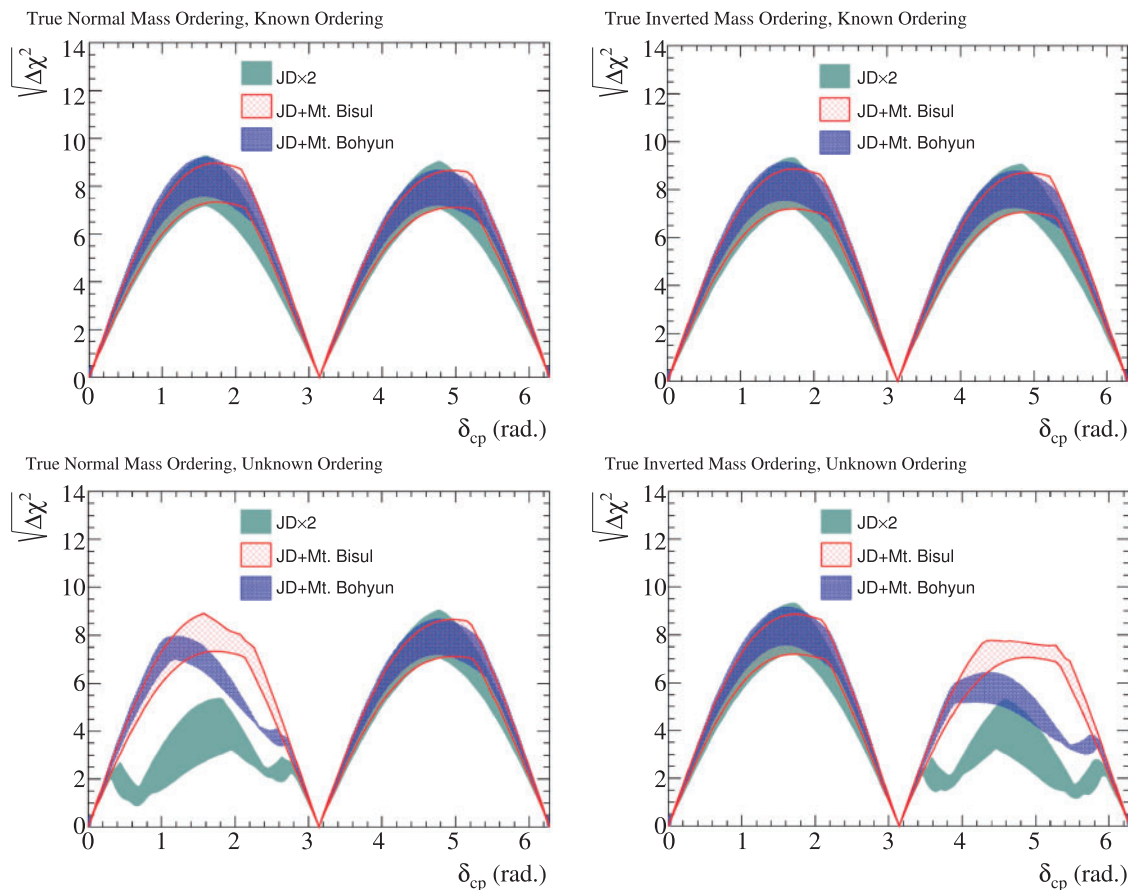 True Normal Mass Ordering, Known Ordering
√Δχ²
14
12
10
8
6
4
2
0
JD×2
JD+Mt. Bisul
JD+Mt. Bohyun
0 1 2 3 4 5 6
δcp (rad.)
True Inverted Mass Ordering, Known Ordering
√Δχ²
14
12
10
8
6
4
2
0
JD×2
JD+Mt. Bisul
JD+Mt. Bohyun
0 1 2 3 4 5 6
δcp (rad.)
True Normal Mass Ordering, Unknown Ordering
√Δχ²
14
12
10
8
6
4
2
0
JD×2
JD+Mt. Bisul
JD+Mt. Bohyun
0 1 2 3 4 5 6
δcp (rad.)
True Inverted Mass Ordering, Unknown Ordering
√Δχ²
14
12
10
8
6
4
2
0
JD×2
JD+Mt. Bisul
JD+Mt. Bohyun
0 1 2 3 4 5 6
δcp (rad.)